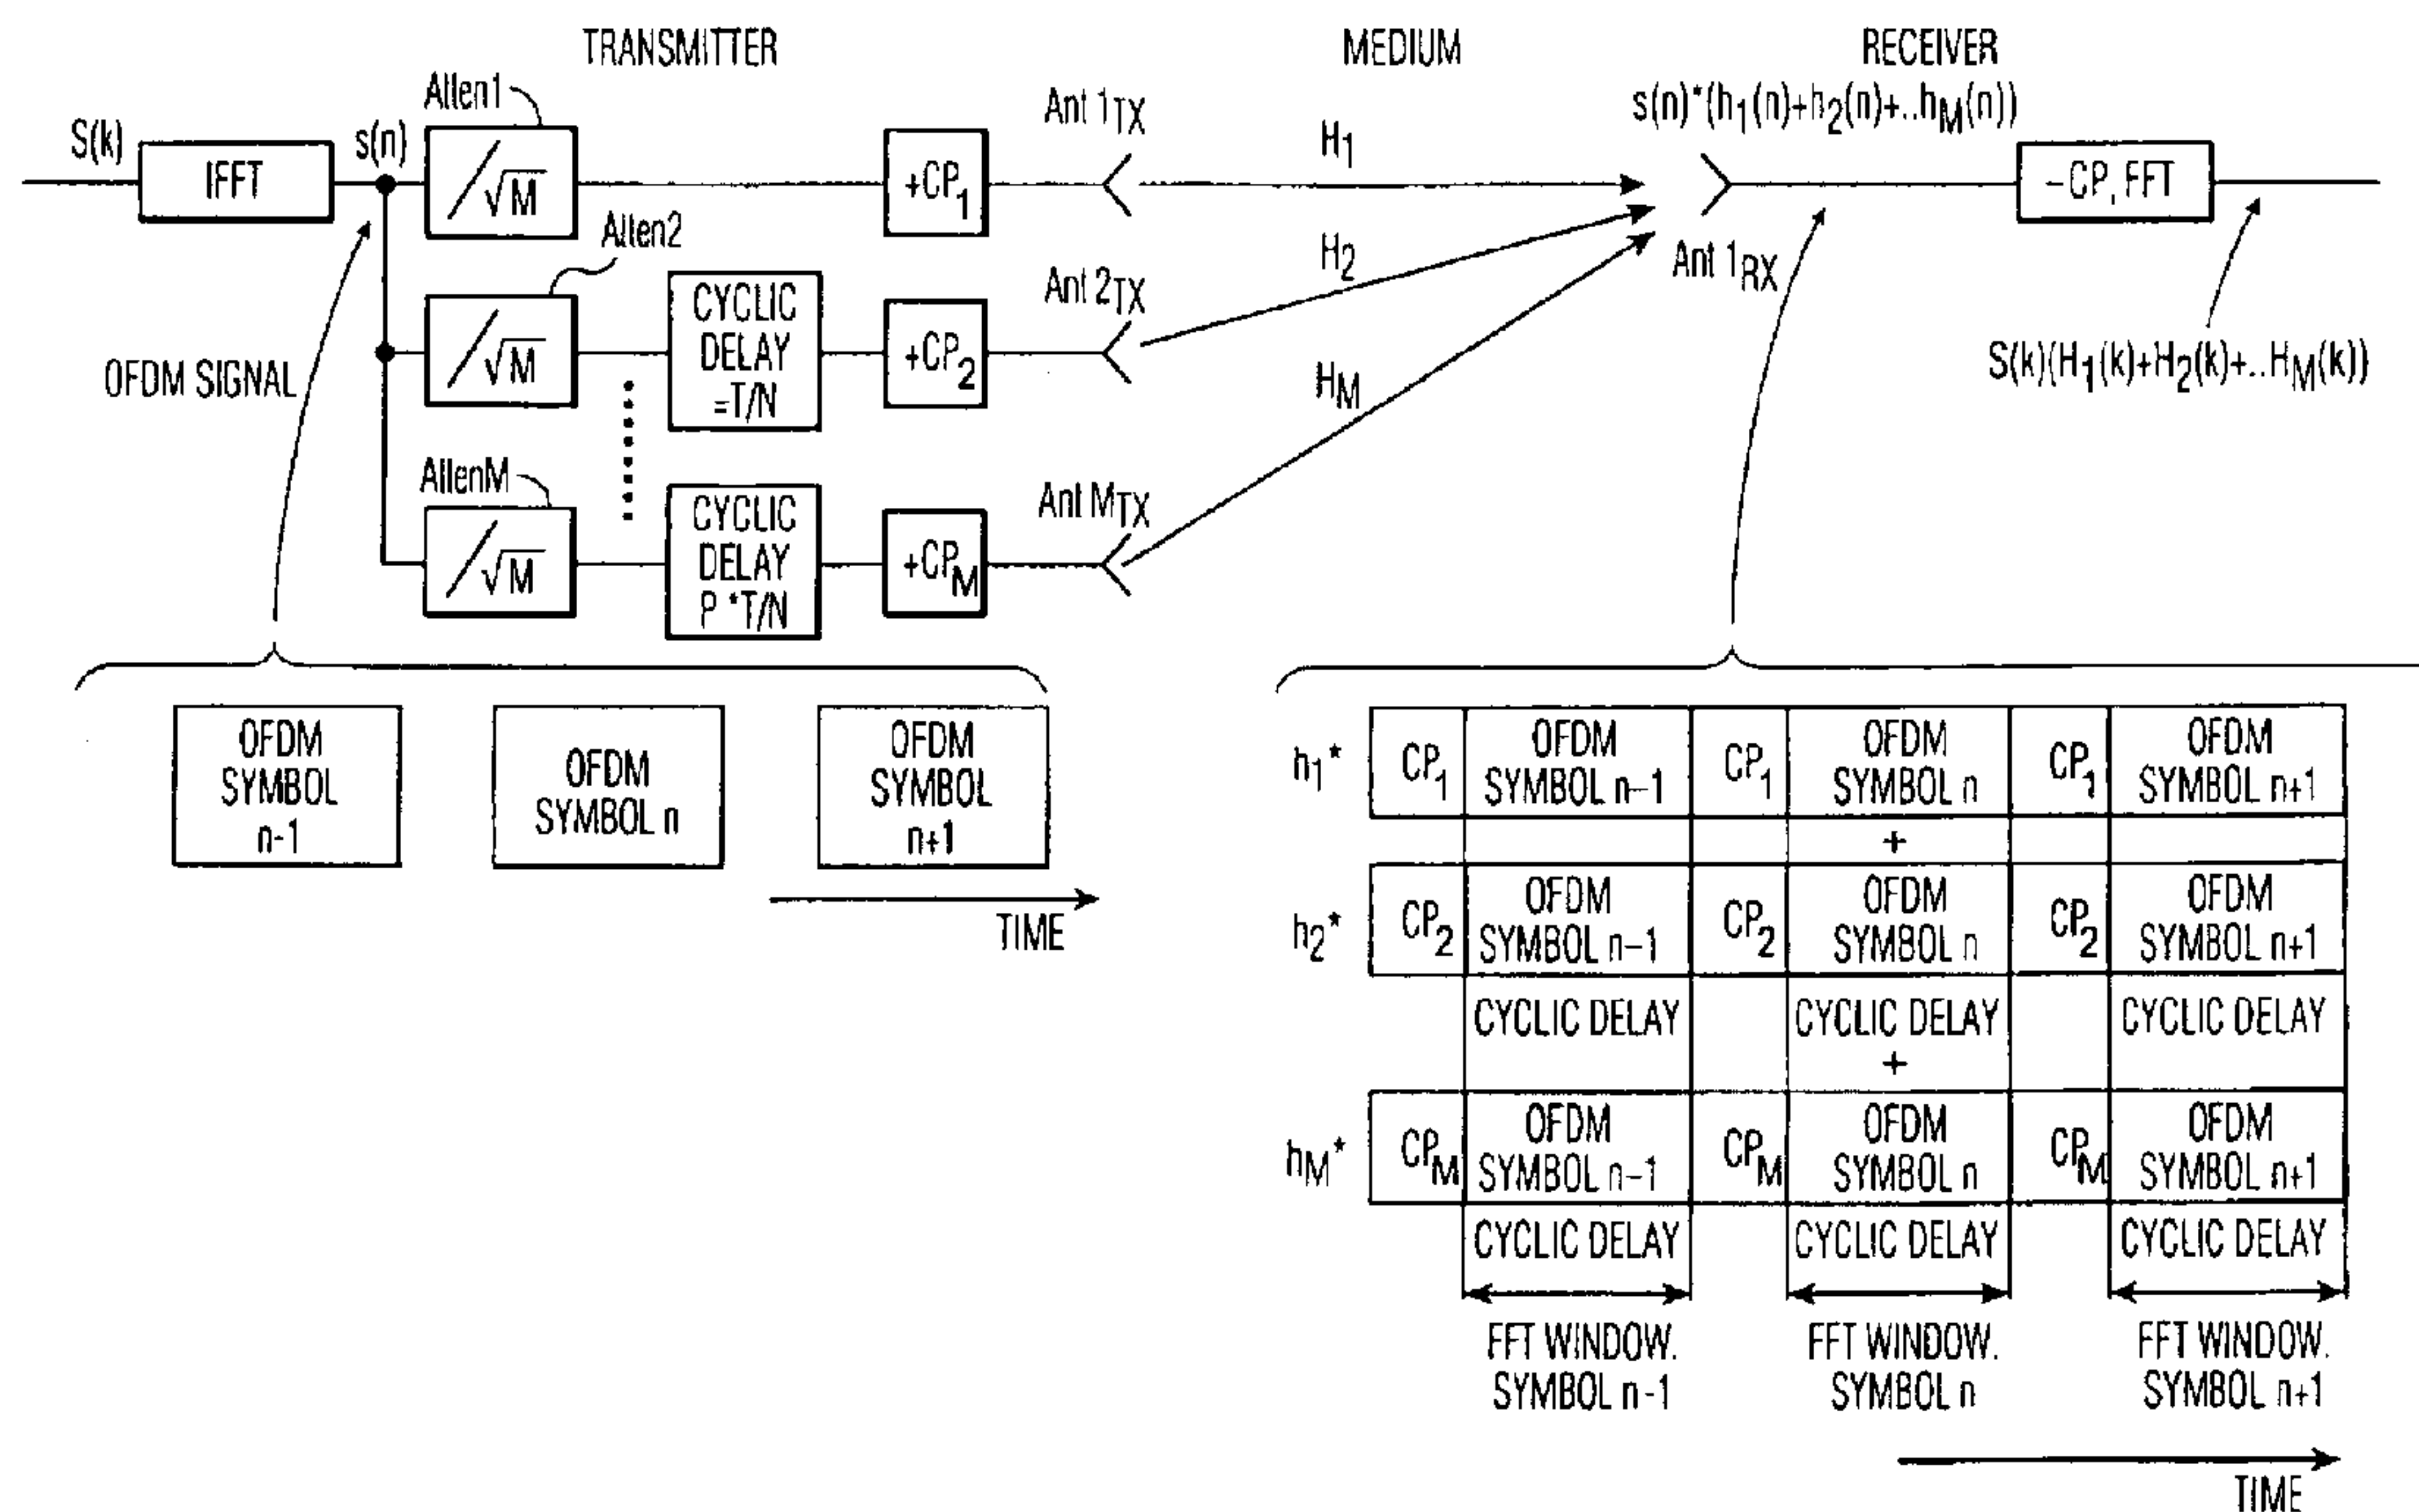 TRANSMITTER
MEDIUM
RECEIVER
Atten1
Ant 1TX
s(n)*(h1(n)+h2(n)+..hM(n))
S(k)
IFFT
s(n)
/√M
+CP1
H1
-CP, FFT
Atten2
Ant 1RX
OFDM SIGNAL
/√M
CYCLIC
DELAY
=T/N
+CP2
Ant 2TX
H2
S(k)(H1(k)+H2(k)+..HM(k))
AttenM
/√M
CYCLIC
DELAY
P *T/N
+CPM
Ant MTX
HM
OFDM
SYMBOL
n-1
OFDM
SYMBOL n
OFDM
SYMBOL
n+1
TIME
h1*
CP1
OFDM
SYMBOL n-1
CP1
OFDM
SYMBOL n
CP1
OFDM
SYMBOL n+1
+
h2*
CP2
OFDM
SYMBOL n-1
CP2
OFDM
SYMBOL n
CP2
OFDM
SYMBOL n+1
CYCLIC DELAY
CYCLIC DELAY
CYCLIC DELAY
+
hM*
CPM
OFDM
SYMBOL n-1
CPM
OFDM
SYMBOL n
CPM
OFDM
SYMBOL n+1
CYCLIC DELAY
CYCLIC DELAY
CYCLIC DELAY
FFT WINDOW.
SYMBOL n-1
FFT WINDOW.
SYMBOL n
FFT WINDOW.
SYMBOL n+1
TIME